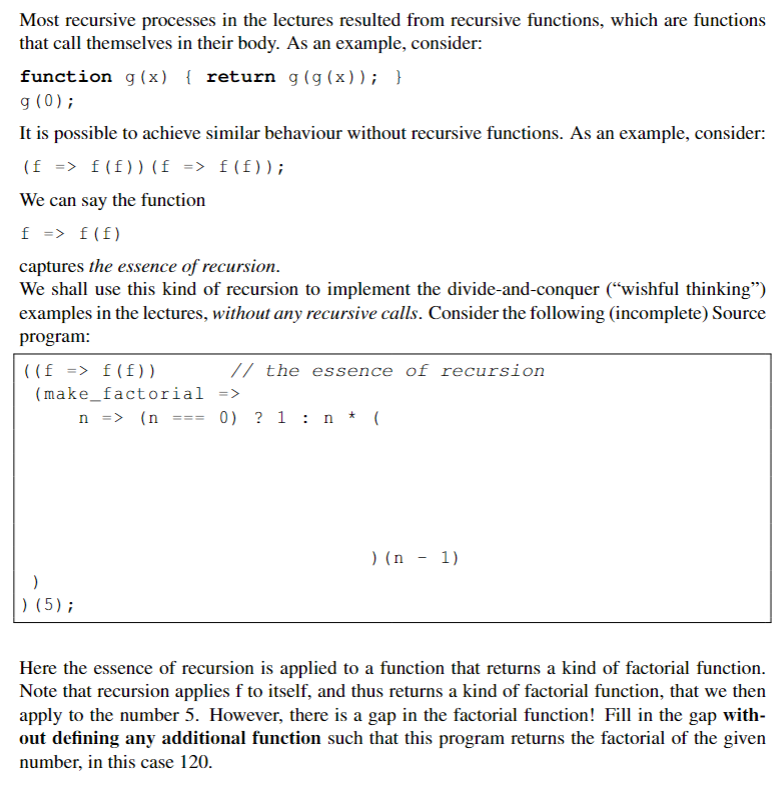 Most recursive processes in the lectures resulted from recursive functions, which are functions
that call themselves in their body. As an example, consider:
function g(x) { return g(g(x)); }
g(0);
It is possible to achieve similar behaviour without recursive functions. As an example, consider:
(f => f(f))(f => f(f));
We can say the function
f => f(f)
captures the essence of recursion.
We shall use this kind of recursion to implement the divide-and-conquer (“wishful thinking”)
examples in the lectures, without any recursive calls. Consider the following (incomplete) Source
program:
((f => f(f)) // the essence of recursion
(make_factorial =>
n => (n === 0) ? 1 : n * (
)(n - 1)
)
)(5);
Here the essence of recursion is applied to a function that returns a kind of factorial function.
Note that recursion applies f to itself, and thus returns a kind of factorial function, that we then
apply to the number 5. However, there is a gap in the factorial function! Fill in the gap with-
out defining any additional function such that this program returns the factorial of the given
number, in this case 120.